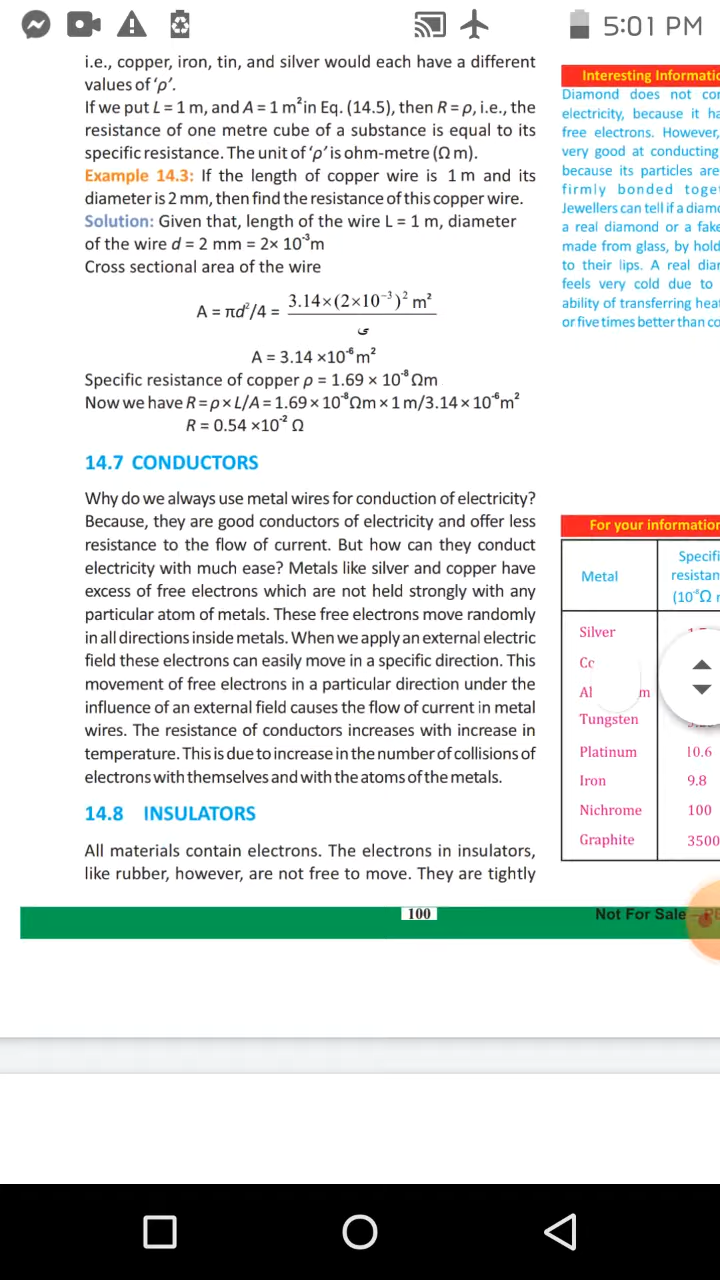 5:01 PM
i.e., copper, iron, tin, and silver would each have a different
values of 'ρ'.
If we put L = 1 m, and A = 1 m² in Eq. (14.5), then R = ρ, i.e., the
resistance of one metre cube of a substance is equal to its
specific resistance. The unit of 'ρ' is ohm-metre (Ω m).
Example 14.3: If the length of copper wire is 1 m and its
diameter is 2 mm, then find the resistance of this copper wire.
Solution: Given that, length of the wire L = 1 m, diameter
of the wire d = 2 mm = 2× 10⁻³m
Cross sectional area of the wire
A = πd²/4 = 3.14×(2×10⁻³)² m²
ى
A = 3.14 ×10⁻⁶ m²
Specific resistance of copper ρ = 1.69 × 10⁻⁸ Ωm
Now we have R = ρ × L/A = 1.69 × 10⁻⁸Ωm × 1 m/3.14 × 10⁻⁶m²
R = 0.54 ×10⁻² Ω
14.7 CONDUCTORS
Why do we always use metal wires for conduction of electricity?
Because, they are good conductors of electricity and offer less
resistance to the flow of current. But how can they conduct
electricity with much ease? Metals like silver and copper have
excess of free electrons which are not held strongly with any
particular atom of metals. These free electrons move randomly
in all directions inside metals. When we apply an external electric
field these electrons can easily move in a specific direction. This
movement of free electrons in a particular direction under the
influence of an external field causes the flow of current in metal
wires. The resistance of conductors increases with increase in
temperature. This is due to increase in the number of collisions of
electrons with themselves and with the atoms of the metals.
14.8 INSULATORS
All materials contain electrons. The electrons in insulators,
like rubber, however, are not free to move. They are tightly
Interesting Informatio
Diamond does not con
electricity, because it ha
free electrons. However,
very good at conducting
because its particles are
firmly bonded toget
Jewellers can tell if a diamo
a real diamond or a fake
made from glass, by hold
to their lips. A real diar
feels very cold due to
ability of transferring heat
or five times better than co
For your information
Metal
Specifi
resistan
(10⁻⁸Ω m
Silver
Cc
Al m
Tungsten
Platinum 10.6
Iron 9.8
Nichrome 100
Graphite 3500
100
Not For Sale